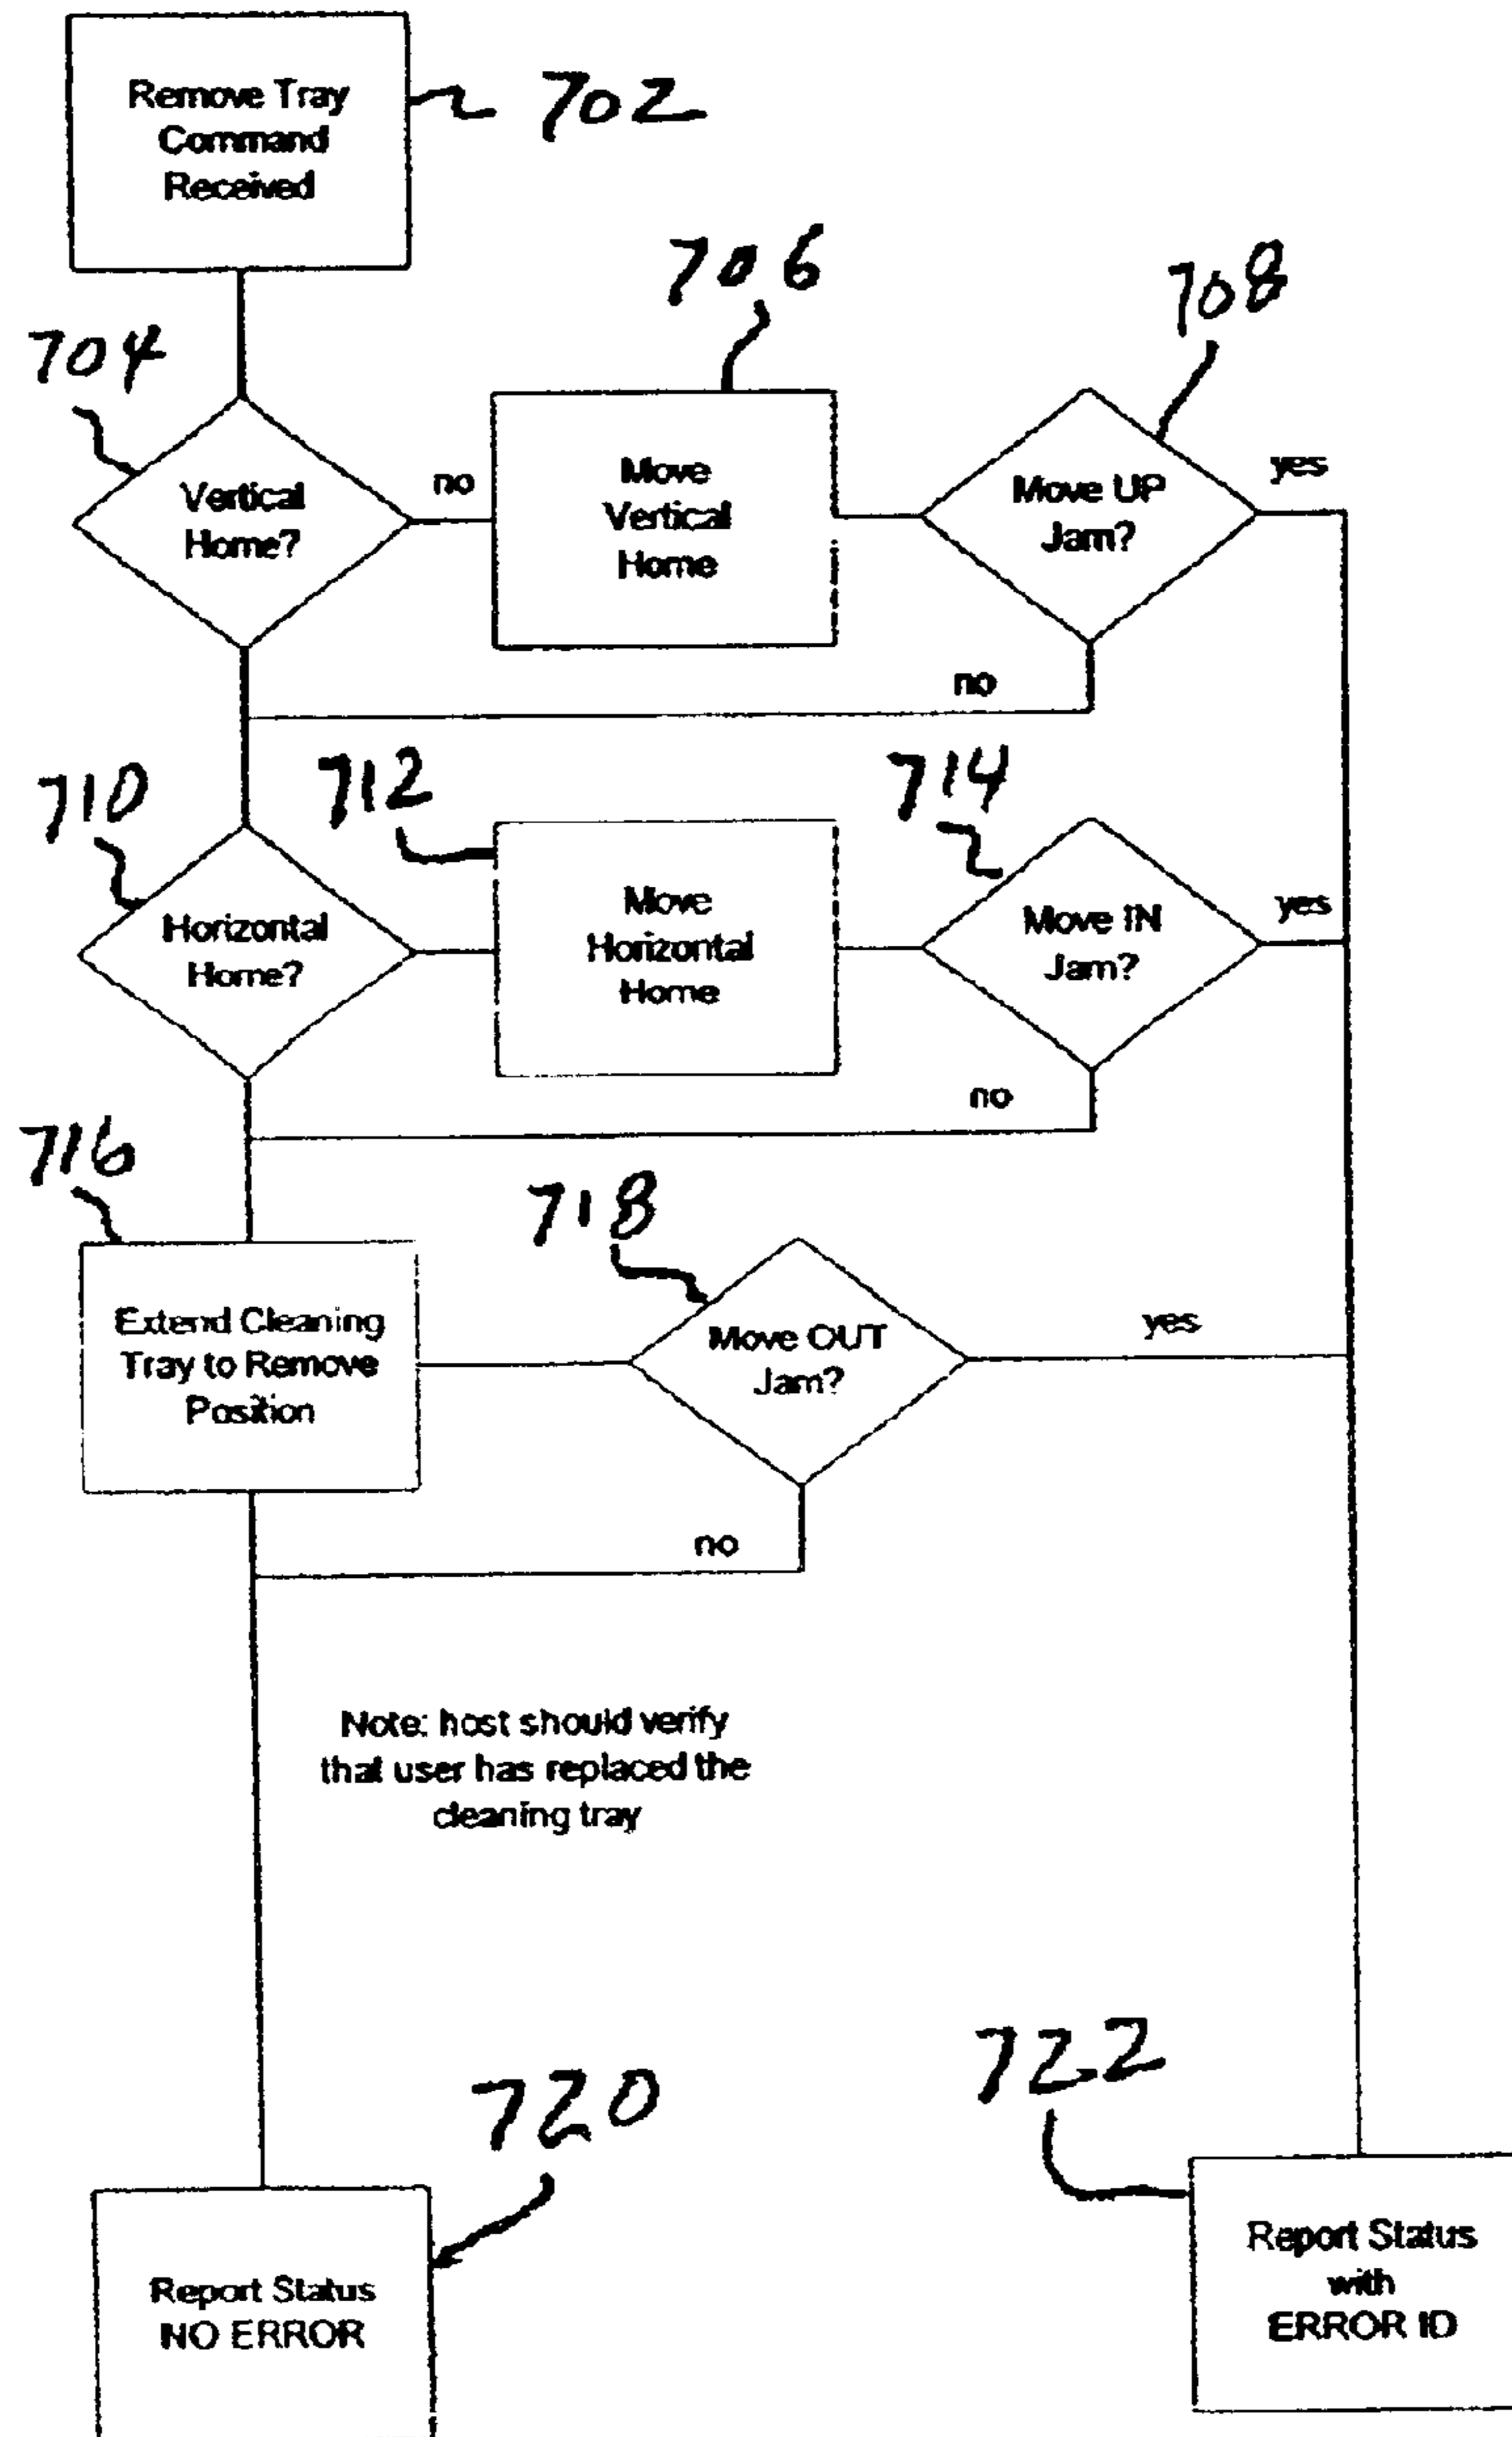 Remove Tray
Command
Received
702
704
Vertical
Home?
no
706
Move
Vertical
Home
708
Move UP
Jam?
yes
no
710
Horizontal
Home?
712
Move
Horizontal
Home
714
Move IN
Jam?
yes
no
716
Extend Cleaning
Tray to Remove
Position
718
Move OUT
Jam?
yes
no
Note: host should verify
that user has replaced the
cleaning tray
720
Report Status
NO ERROR
722
Report Status
with
ERROR ID